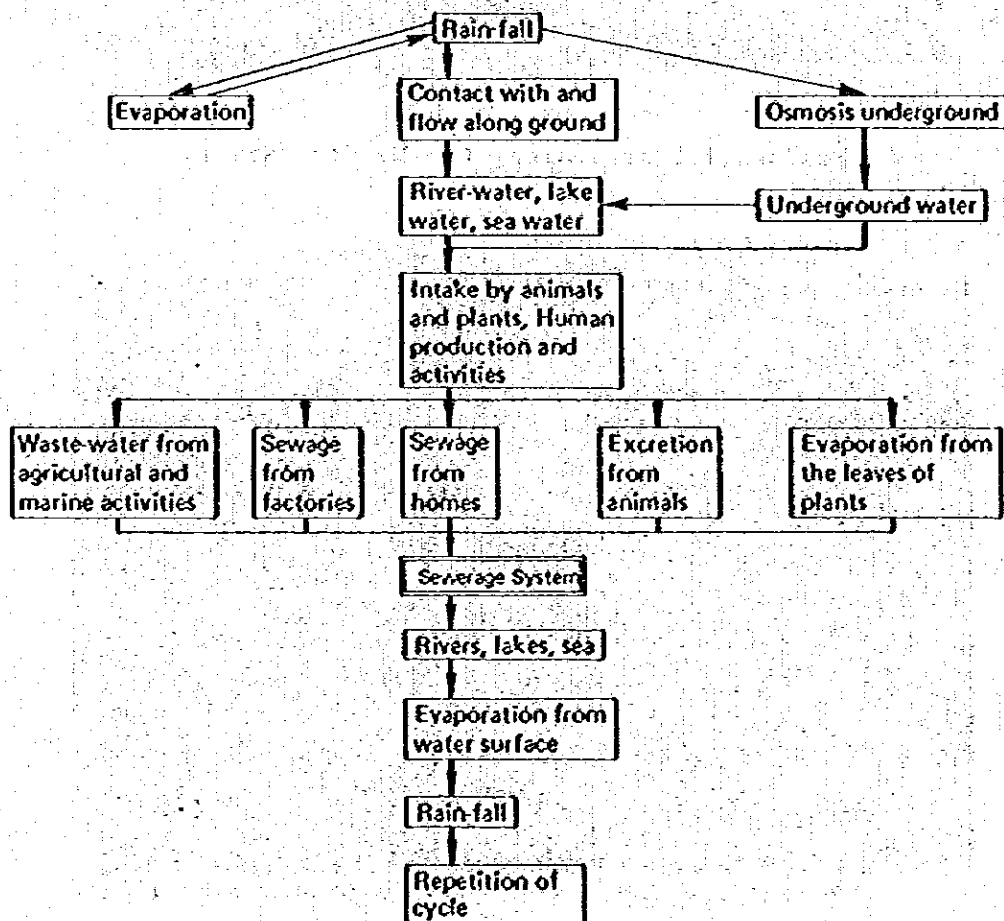 Rain-fall
Evaporation
Contact with and
flow along ground
Osmosis underground
River-water, lake
water, sea water
Underground water
Intake by animals
and plants, Human
production and
activities
Waste-water from
agricultural and
marine activities
Sewage
from
factories
Sewage
from
homes
Excretion
from
animals
Evaporation from
the leaves of
plants
Sewerage System
Rivers, lakes, sea
Evaporation from
water surface
Rain-fall
Repetition of
cycle